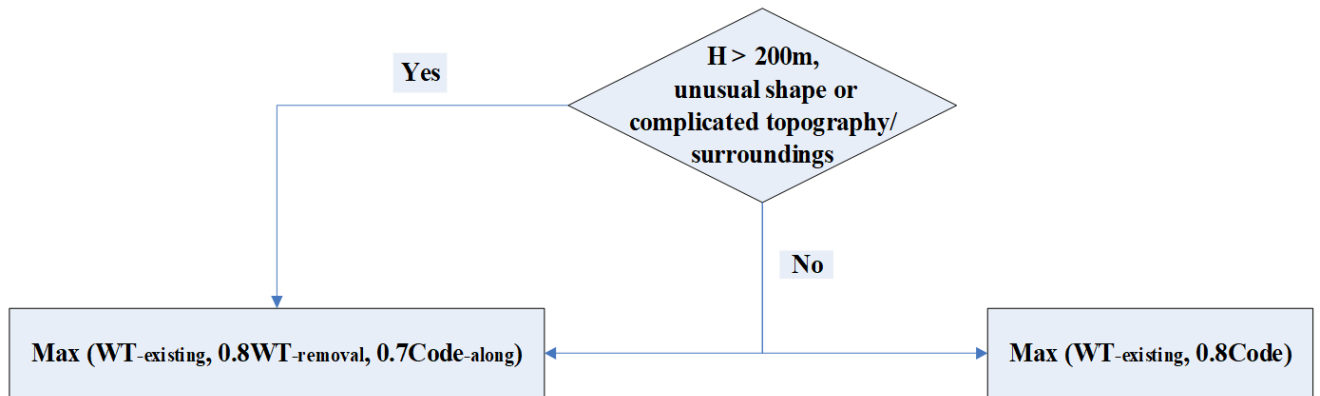 H > 200m,
unusual shape or
complicated topography/
surroundings
Yes
No
Max (WT-existing, 0.8WT-removal, 0.7Code-along)
Max (WT-existing, 0.8Code)